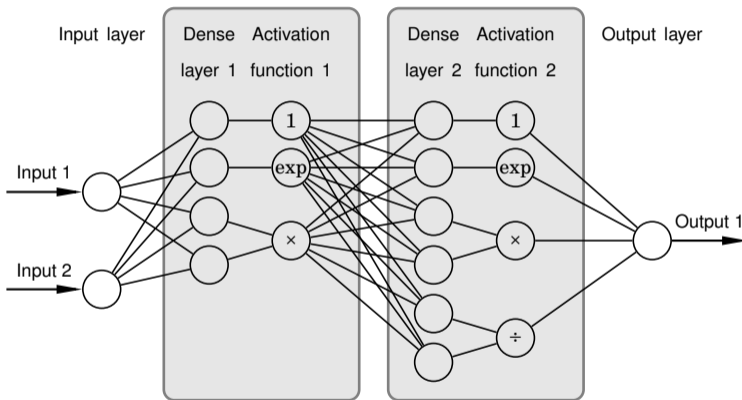 Input layer
Dense Activation
layer 1 function 1
Dense Activation
layer 2 function 2
Output layer
1
exp
×
1
exp
×
÷
Input 1
Input 2
Output 1